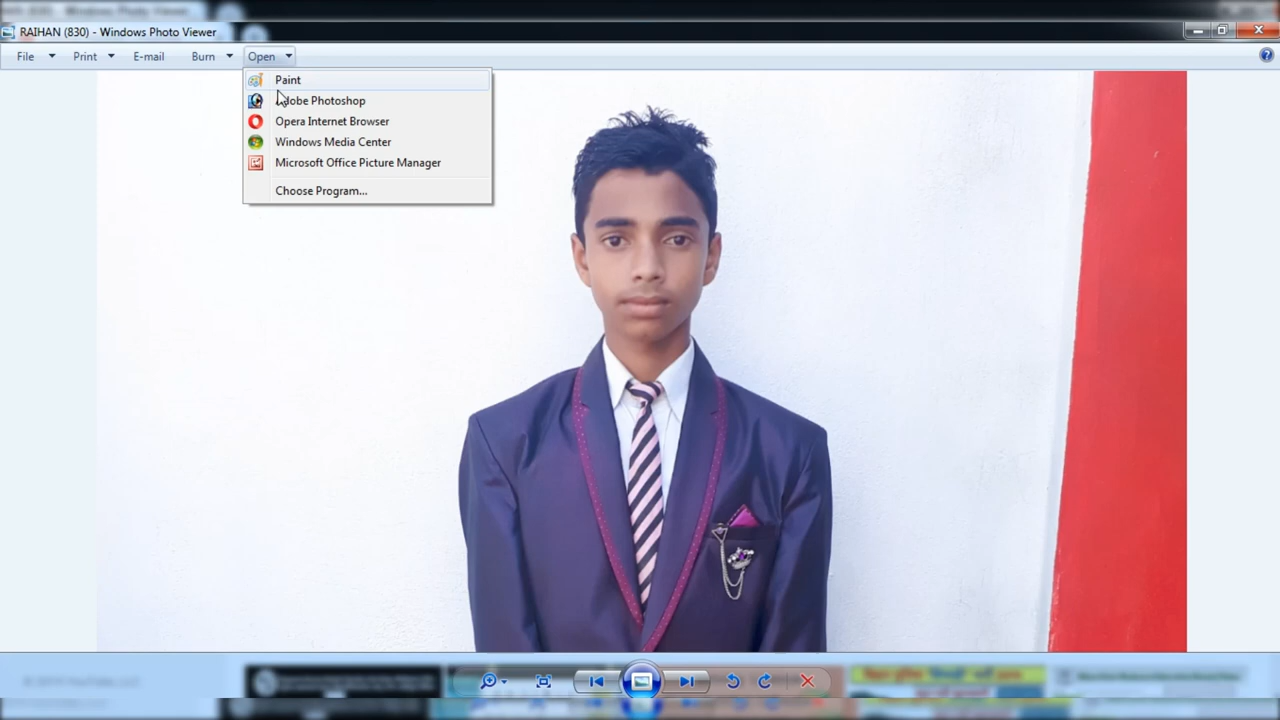 RAIHAN (830) - Windows Photo Viewer
File Print E-mail Burn Open
Paint
Adobe Photoshop
Opera Internet Browser
Windows Media Center
Microsoft Office Picture Manager
Choose Program...